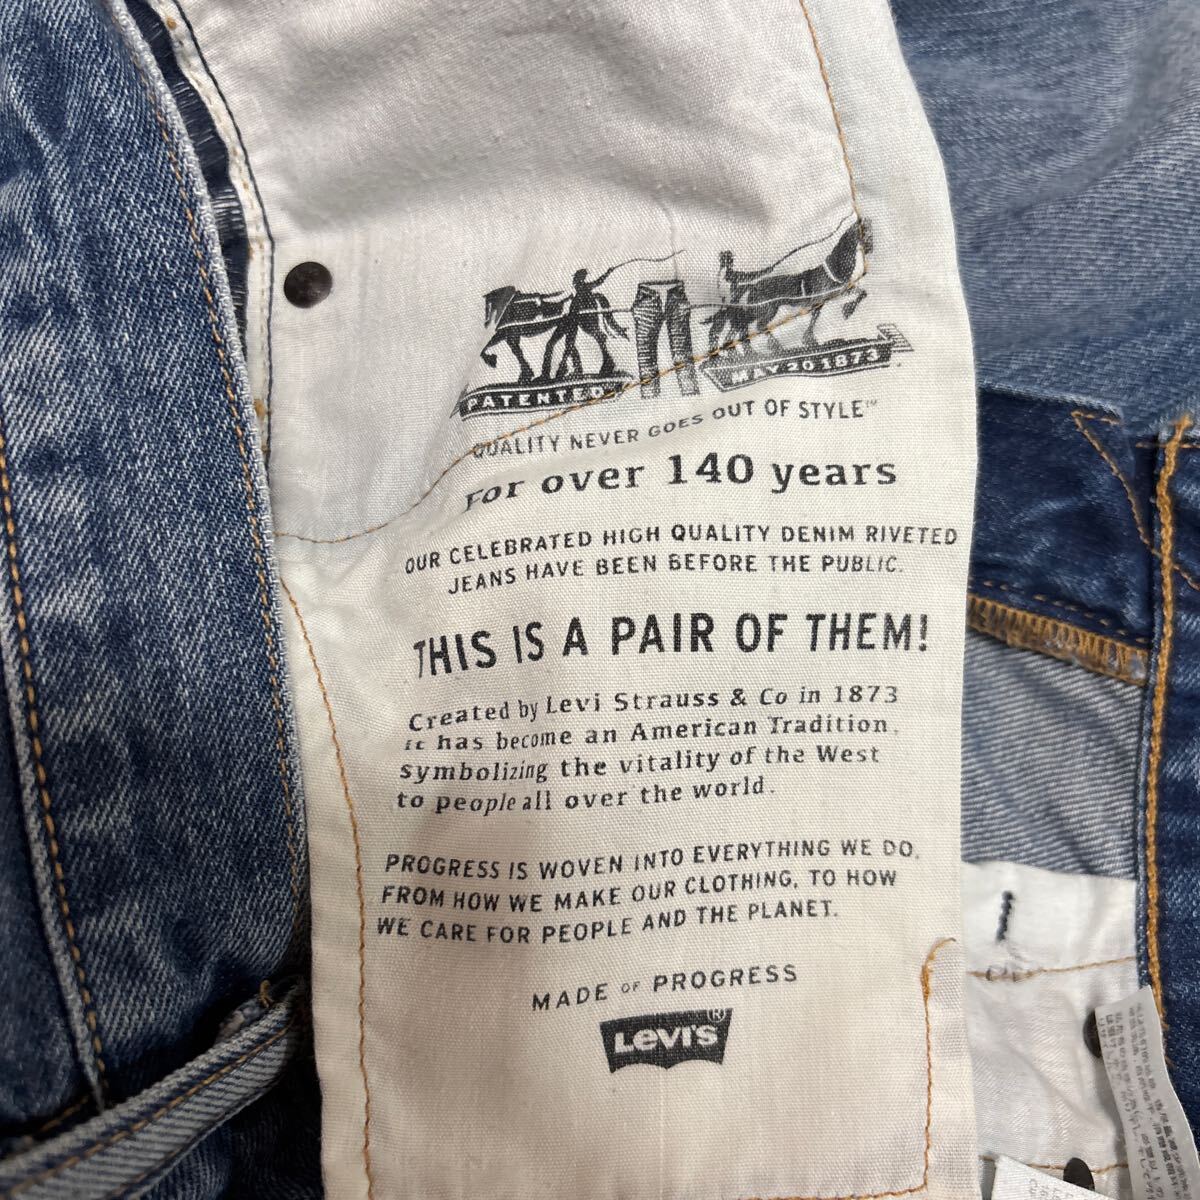 PATENTED
MAY 20 1873
QUALITY NEVER GOES OUT OF STYLE™
For over 140 years
OUR CELEBRATED HIGH QUALITY DENIM RIVETED
JEANS HAVE BEEN BEFORE THE PUBLIC.
THIS IS A PAIR OF THEM!
Created by Levi Strauss & Co in 1873
it has become an American Tradition,
symbolizing the vitality of the West
to people all over the world.
PROGRESS IS WOVEN INTO EVERYTHING WE DO,
FROM HOW WE MAKE OUR CLOTHING, TO HOW
WE CARE FOR PEOPLE AND THE PLANET.
MADE OF PROGRESS
Levi's®